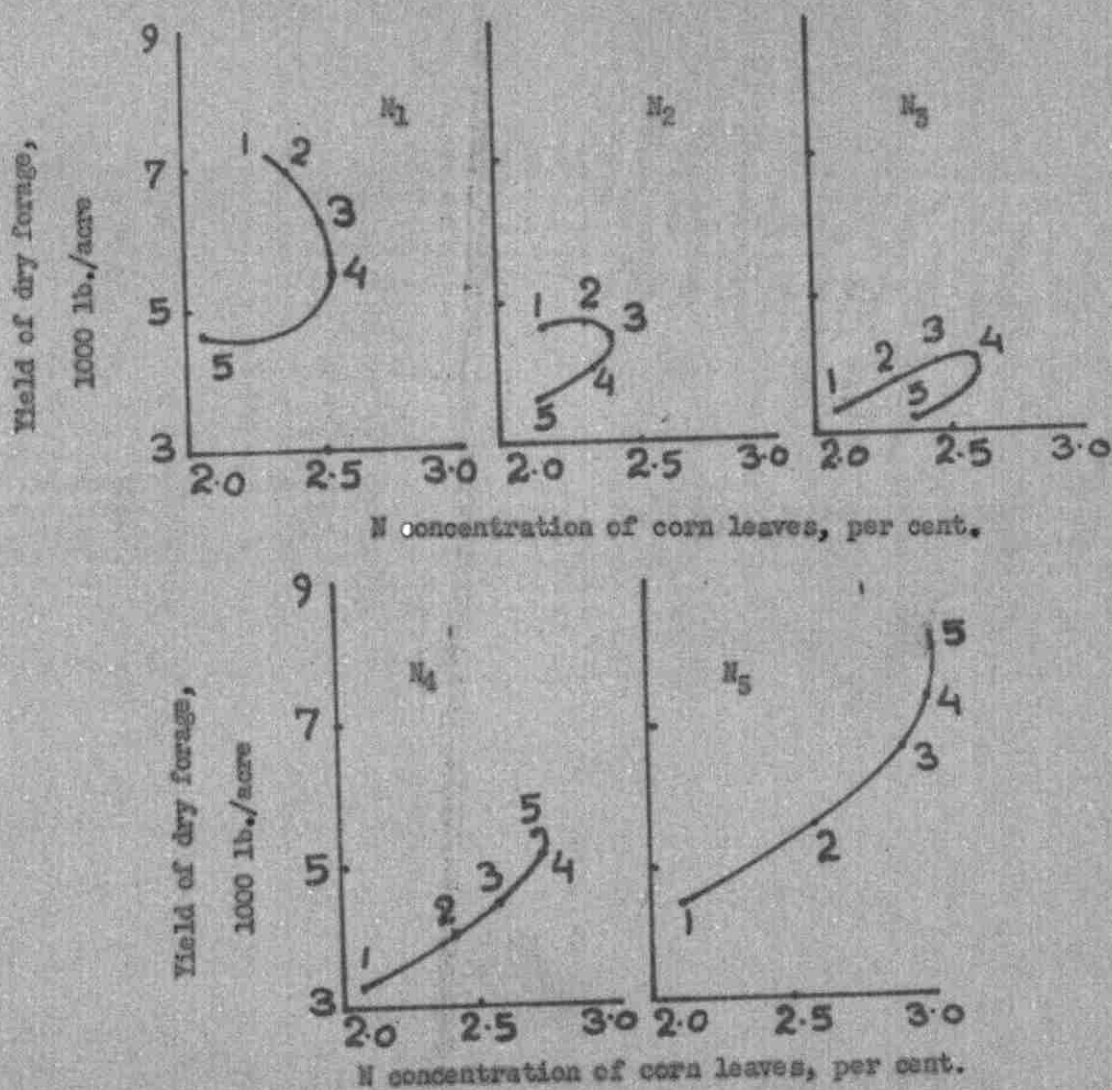 9
7
5
3
Yield of dry forage,
1000 lb./acre
N1
1
2
3
4
5
2.0 2.5 3.0
N2
1
2
3
4
5
2.0 2.5 3.0
N3
1
2
3
4
5
2.0 2.5 3.0
N concentration of corn leaves, per cent.
9
7
5
3
Yield of dry forage,
1000 lb./acre
N4
1
2
3
4
5
2.0 2.5 3.0
N5
1
2
3
4
5
2.0 2.5 3.0
N concentration of corn leaves, per cent.